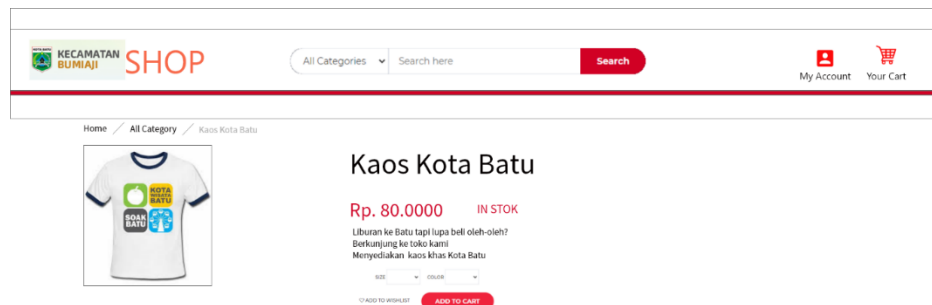 KECAMATAN
BUMIAJI
SHOP
All Categories
Search here
Search
My Account
Your Cart
Home / All Category / Kaos Kota Batu
KOTA
WISATA
BATU
SOAK
BATU
Kaos Kota Batu
Rp. 80.0000
IN STOK
Liburan ke Batu tapi lupa beli oleh-oleh?
Berkunjung ke toko kami
Menyediakan kaos khas Kota Batu
SIZE
COLOR
ADD TO WISHLIST
ADD TO CART